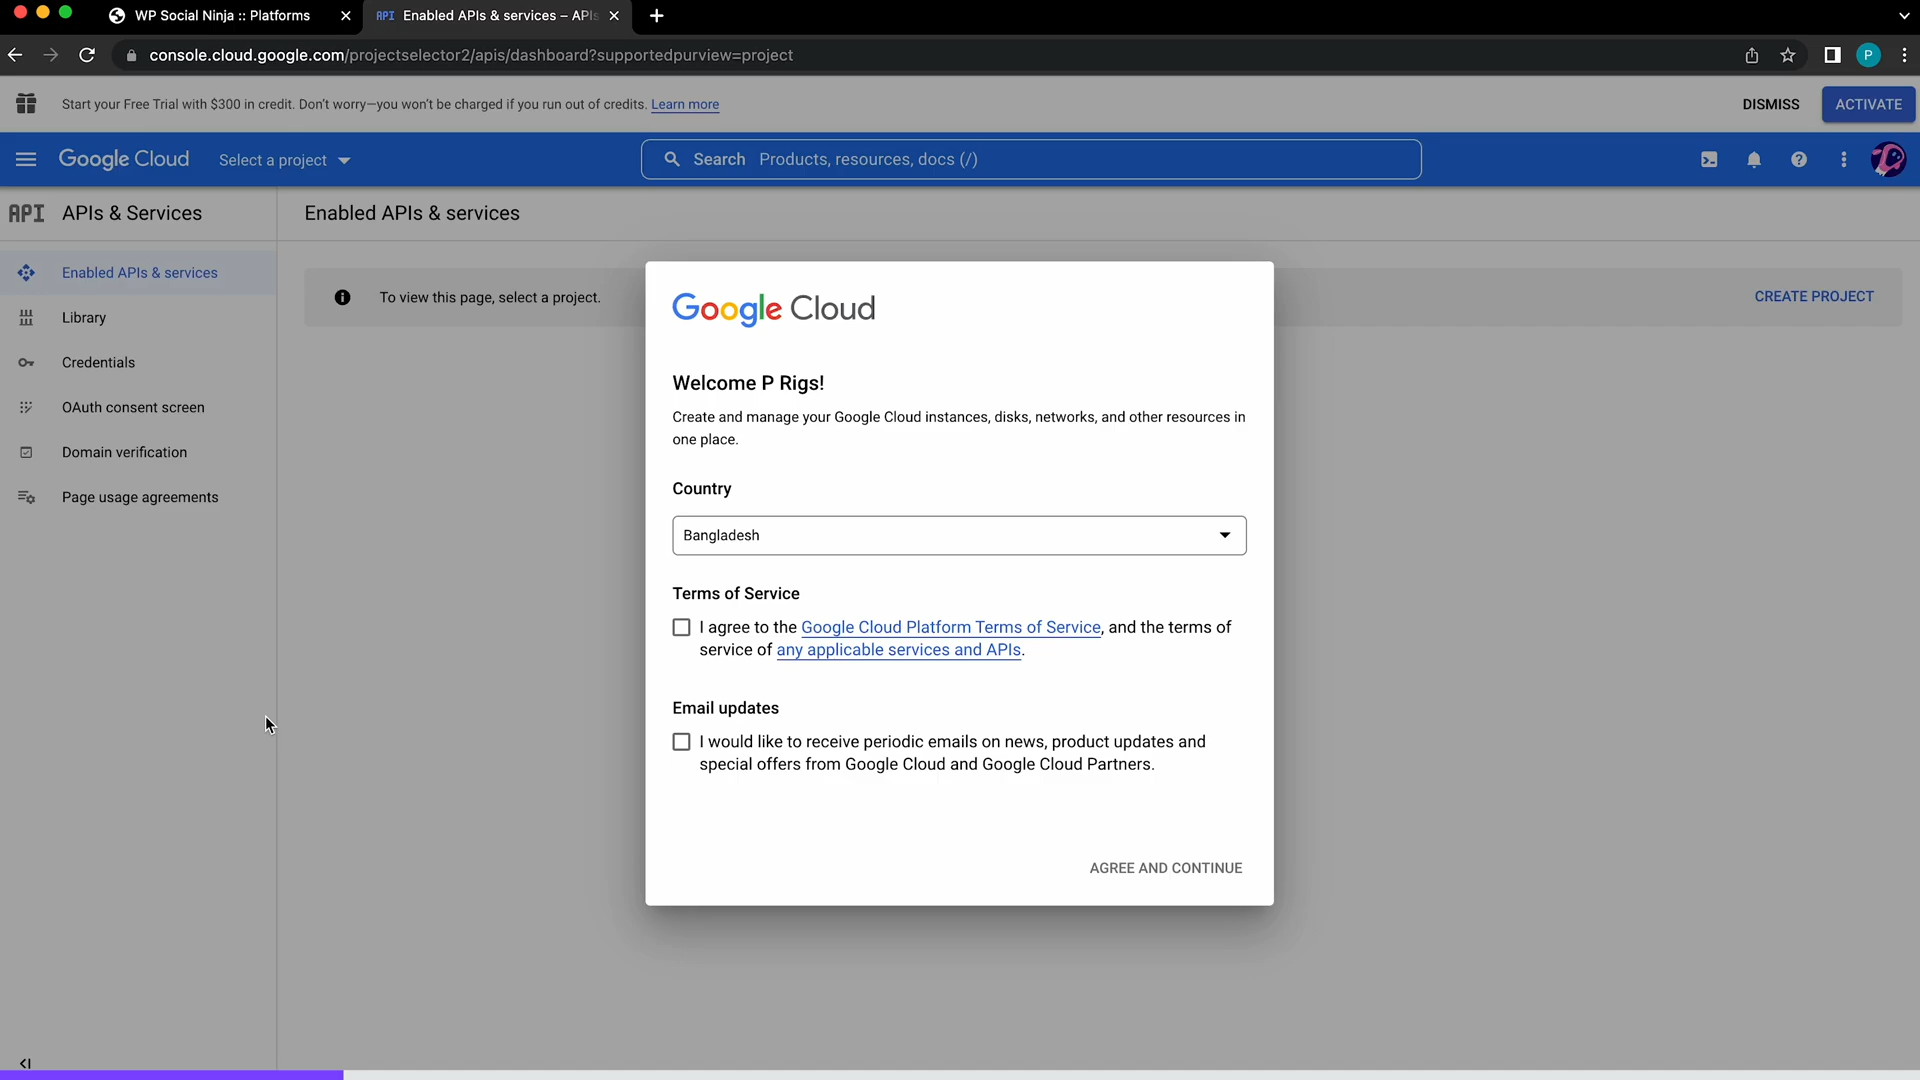 WP Social Ninja :: Platforms
API Enabled APIs & services – APIs
console.cloud.google.com/projectselector2/apis/dashboard?supportedpurview=project
P
Start your Free Trial with $300 in credit. Don't worry—you won't be charged if you run out of credits. Learn more
DISMISS
ACTIVATE
Google Cloud
Select a project
Search Products, resources, docs (/)
API APIs & Services
Enabled APIs & services
Enabled APIs & services
Library
Credentials
OAuth consent screen
Domain verification
Page usage agreements
To view this page, select a project.
CREATE PROJECT
Google Cloud
Welcome P Rigs!
Create and manage your Google Cloud instances, disks, networks, and other resources in
one place.
Country
Bangladesh
Terms of Service
I agree to the Google Cloud Platform Terms of Service, and the terms of
service of any applicable services and APIs.
Email updates
I would like to receive periodic emails on news, product updates and
special offers from Google Cloud and Google Cloud Partners.
AGREE AND CONTINUE